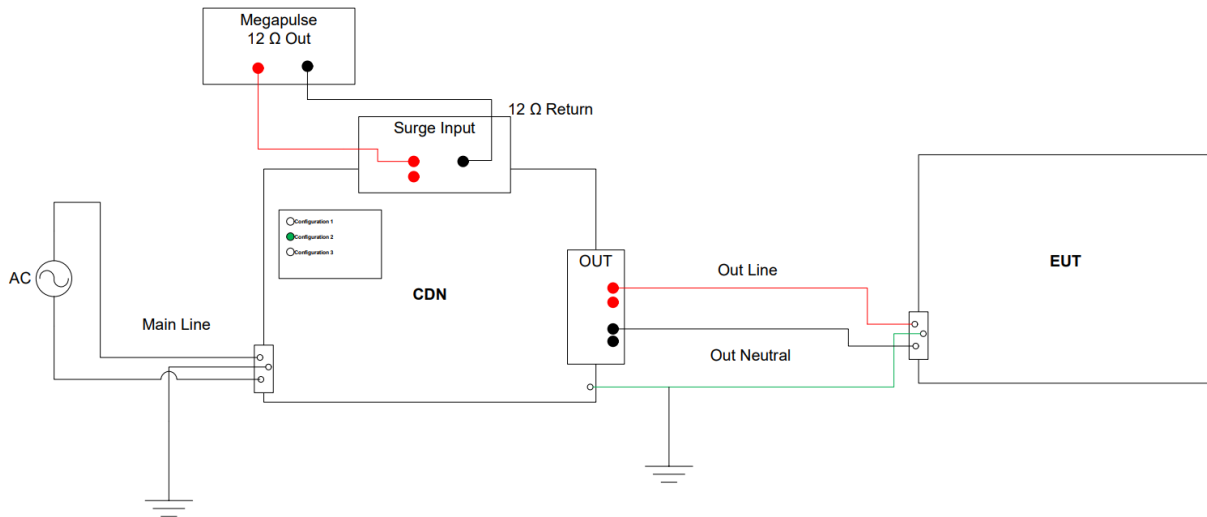 Megapulse
12 Ω Out
12 Ω Return
Surge Input
Configuration 1
Configuration 2
Configuration 3
OUT
Out Line
EUT
AC
CDN
Main Line
Out Neutral